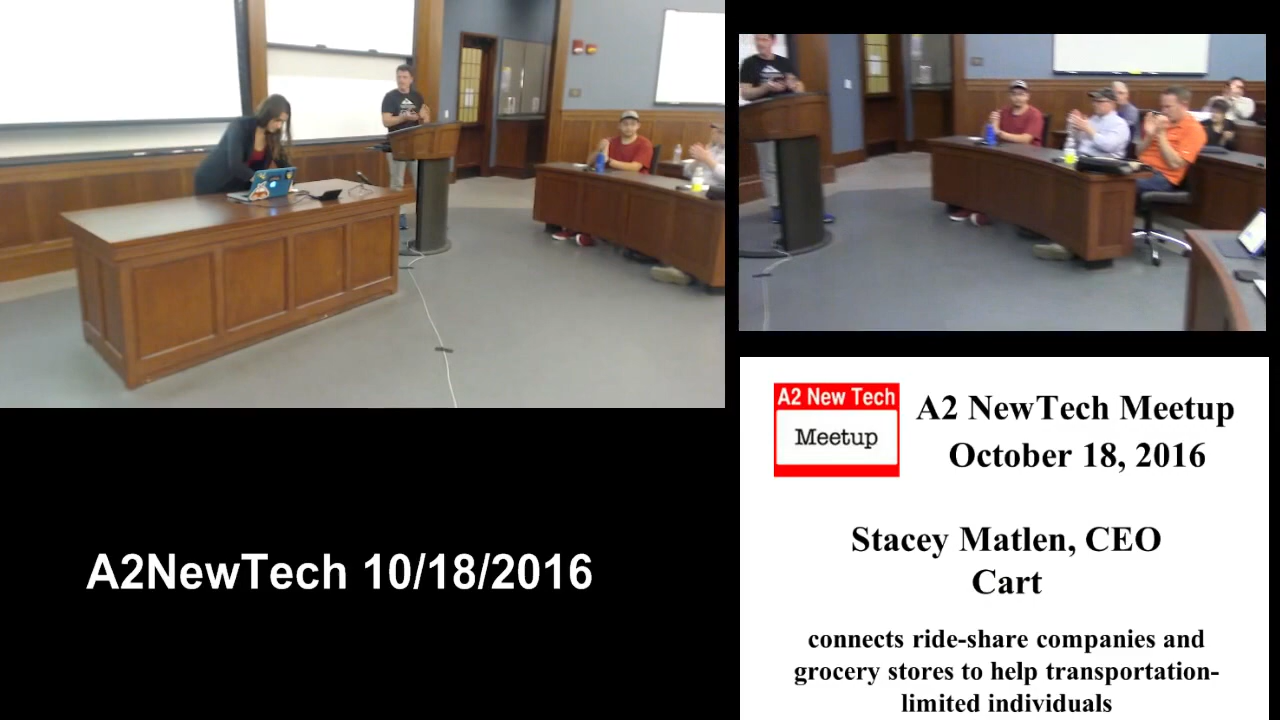 A2 New Tech
Meetup
A2 NewTech Meetup
October 18, 2016
Stacey Matlen, CEO
Cart
connects ride-share companies and
grocery stores to help transportation-
limited individuals
A2NewTech 10/18/2016